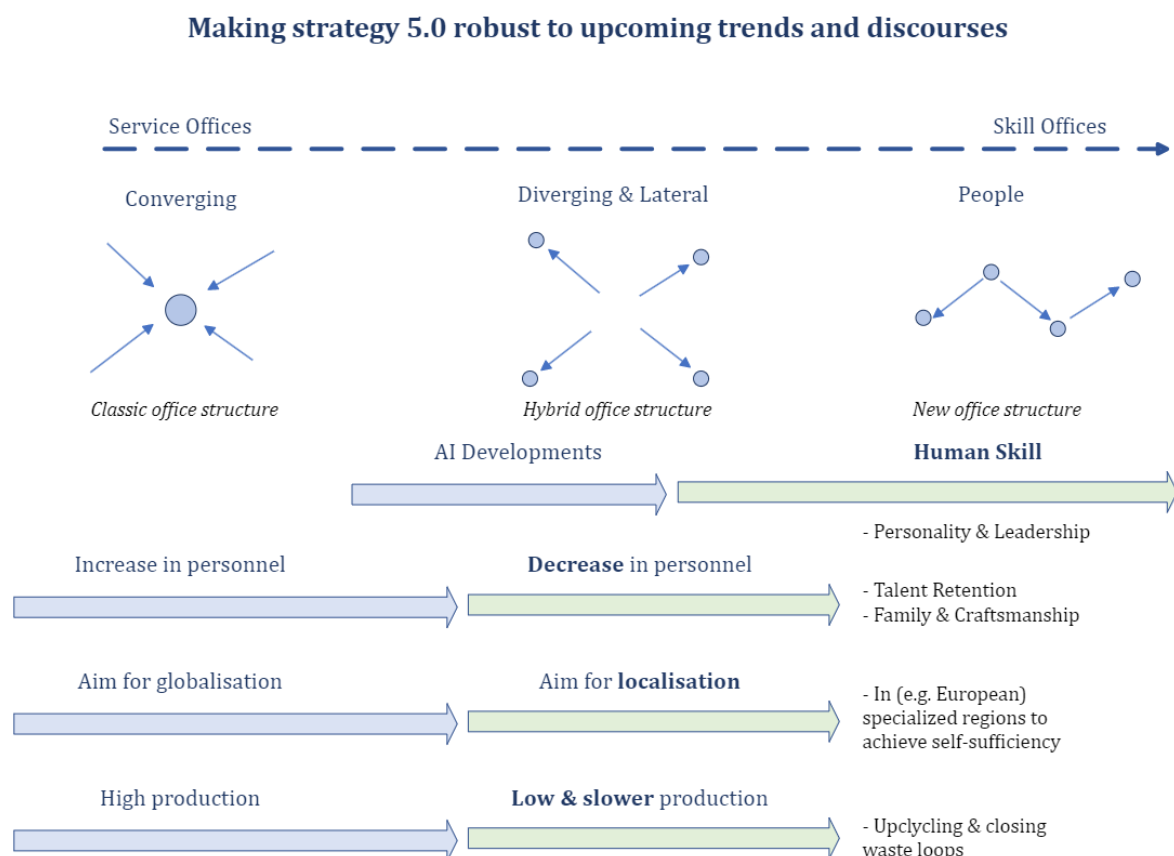 Making strategy 5.0 robust to upcoming trends and discourses
Service Offices
Skill Offices
Converging
Diverging & Lateral
People
Classic office structure
Hybrid office structure
New office structure
AI Developments
Human Skill
- Personality & Leadership
Increase in personnel
Decrease in personnel
- Talent Retention
- Family & Craftsmanship
Aim for globalisation
Aim for localisation
- In (e.g. European)
specialized regions to
achieve self-sufficiency
High production
Low & slower production
- Upclycling & closing
waste loops